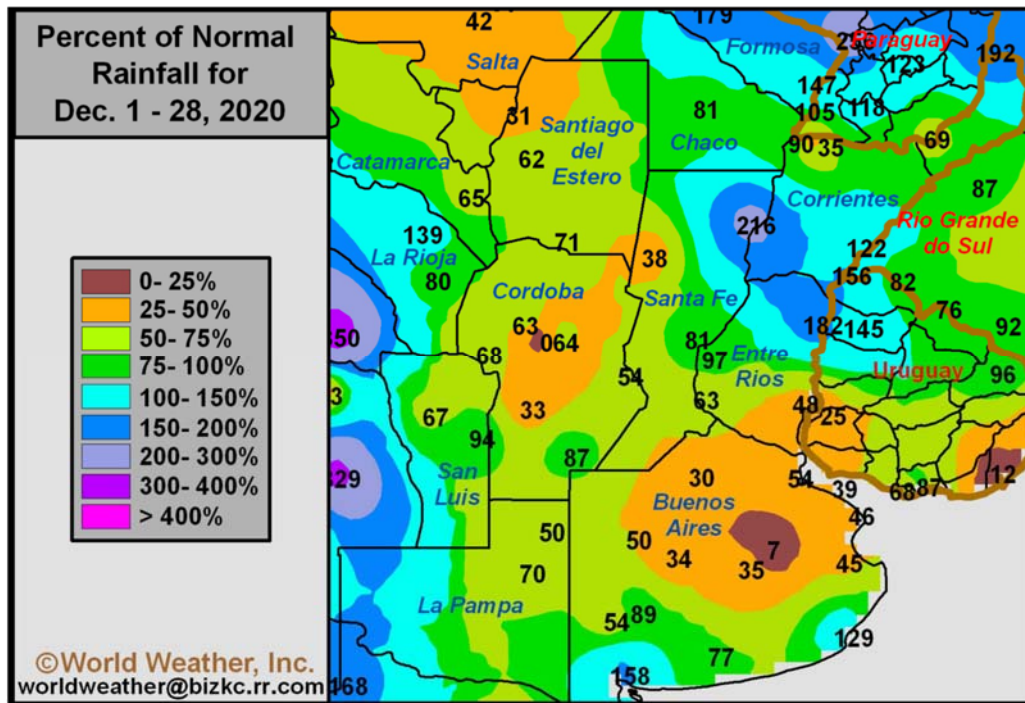 Percent of Normal
Rainfall for
Dec. 1 - 28, 2020
0- 25%
25- 50%
50- 75%
75- 100%
100- 150%
150- 200%
200- 300%
300- 400%
> 400%
©World Weather, Inc.
worldweather@bizkc.rr.com
42
179
Formosa
Paraguay
192
Salta
123
147
31
81
105
118
Santiago
del
Estero
Chaco
90
35
69
62
Catamarca
87
65
Corrientes
216
Rio Grande
do Sul
139
71
122
La Rioja
38
156
80
82
Cordoba
Santa Fe
76
63
182
145
92
350
064
81
68
97
Entre
Rios
Uruguay
54
96
67
33
63
48
25
94
87
San
Luis
30
54
12
329
39
68
87
Buenos
Aires
46
50
50
7
34
35
45
70
La Pampa
54
89
129
77
158
168